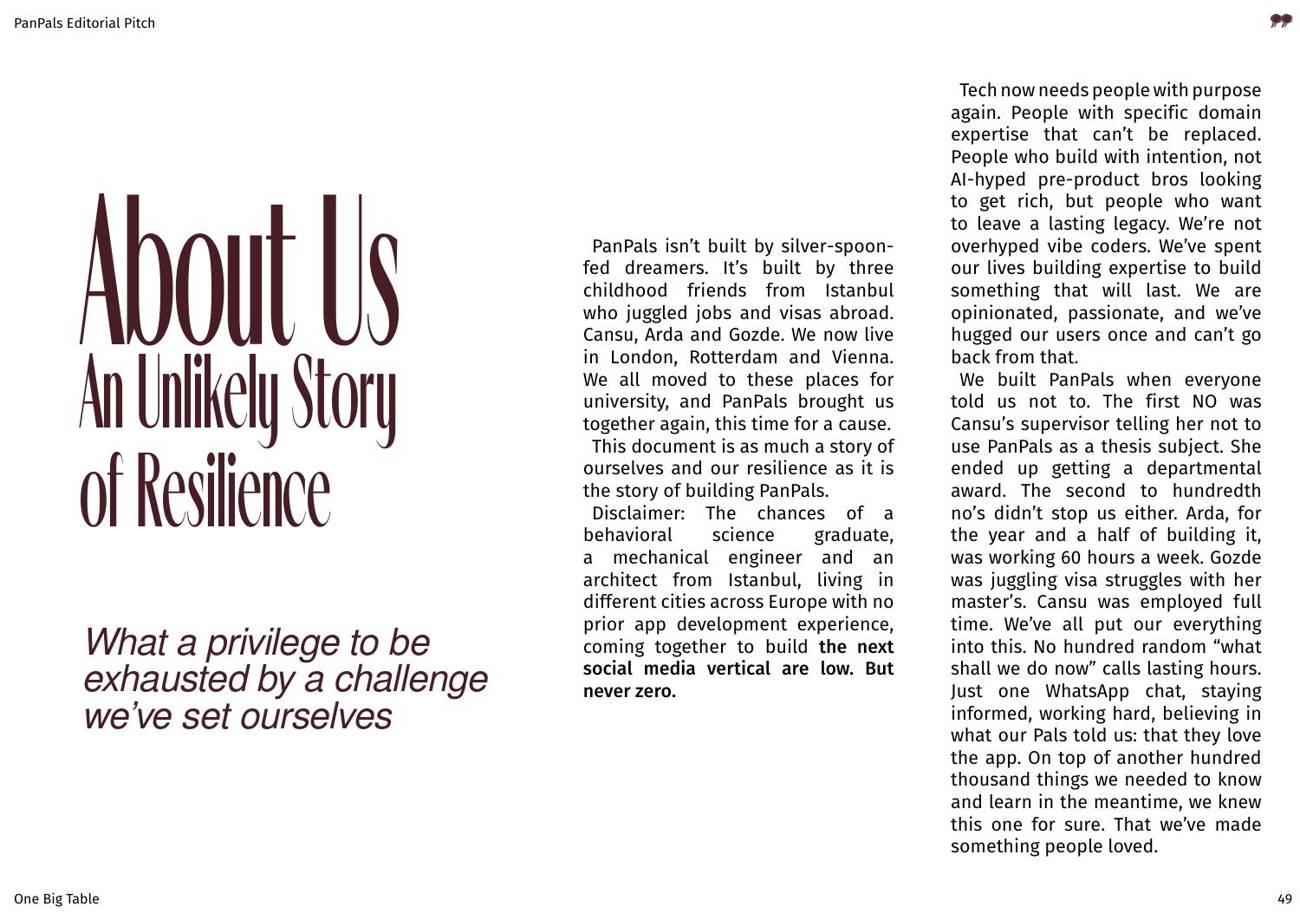 PanPals Editorial Pitch
About Us
An Unlikely Story
of Resilience
What a privilege to be
exhausted by a challenge
we've set ourselves
PanPals isn't built by silver-spoon-
fed dreamers. It's built by three
childhood friends from Istanbul
who juggled jobs and visas abroad.
Cansu, Arda and Gozde. We now live
in London, Rotterdam and Vienna.
We all moved to these places for
university, and PanPals brought us
together again, this time for a cause.
This document is as much a story of
ourselves and our resilience as it is
the story of building PanPals.
Disclaimer: The chances of a
behavioral science graduate,
a mechanical engineer and an
architect from Istanbul, living in
different cities across Europe with no
prior app development experience,
coming together to build the next
social media vertical are low. But
never zero.
Tech now needs people with purpose
again. People with specific domain
expertise that can't be replaced.
People who build with intention, not
AI-hyped pre-product bros looking
to get rich, but people who want
to leave a lasting legacy. We're not
overhyped vibe coders. We've spent
our lives building expertise to build
something that will last. We are
opinionated, passionate, and we've
hugged our users once and can't go
back from that.
We built PanPals when everyone
told us not to. The first NO was
Cansu's supervisor telling her not to
use PanPals as a thesis subject. She
ended up getting a departmental
award. The second to hundredth
no's didn't stop us either. Arda, for
the year and a half of building it,
was working 60 hours a week. Gozde
was juggling visa struggles with her
master's. Cansu was employed full
time. We've all put our everything
into this. No hundred random "what
shall we do now" calls lasting hours.
Just one WhatsApp chat, staying
informed, working hard, believing in
what our Pals told us: that they love
the app. On top of another hundred
thousand things we needed to know
and learn in the meantime, we knew
this one for sure. That we've made
something people loved.
One Big Table
49